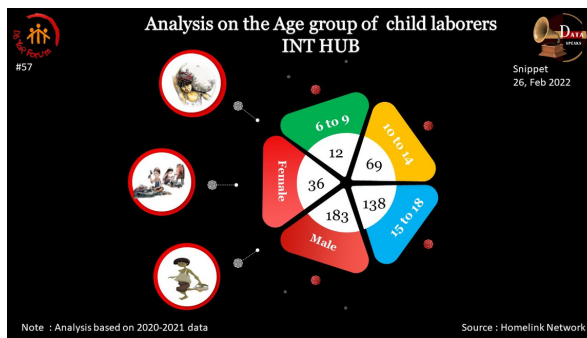 Analysis on the Age group of child laborers
INT HUB
#57
DATA
SPEAKS
Snippet
26, Feb 2022
6 to 9
12
10 to 14
69
Female
36
138
15 to 18
183
Male
Note : Analysis based on 2020-2021 data
Source : Homelink Network